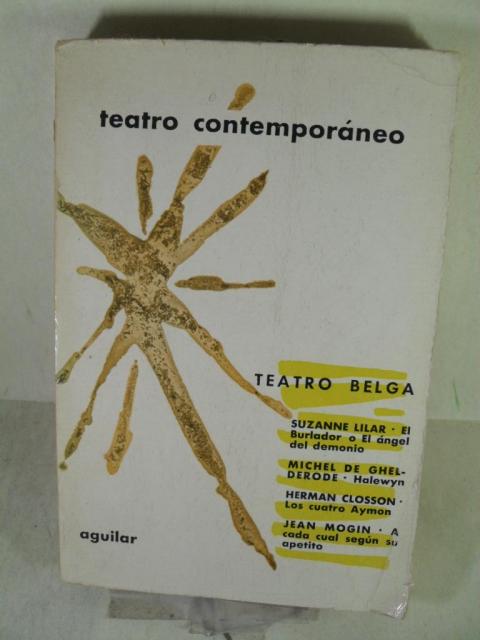 teatro contemporáneo
TEATRO BELGA
SUZANNE LILAR · El
Burlador o El ángel
del demonio
MICHEL DE GHEL-
DERODE · Halewyn
HERMAN CLOSSON ·
Los cuatro Aymon
JEAN MOGIN · A
cada cual según su
apetito
aguilar